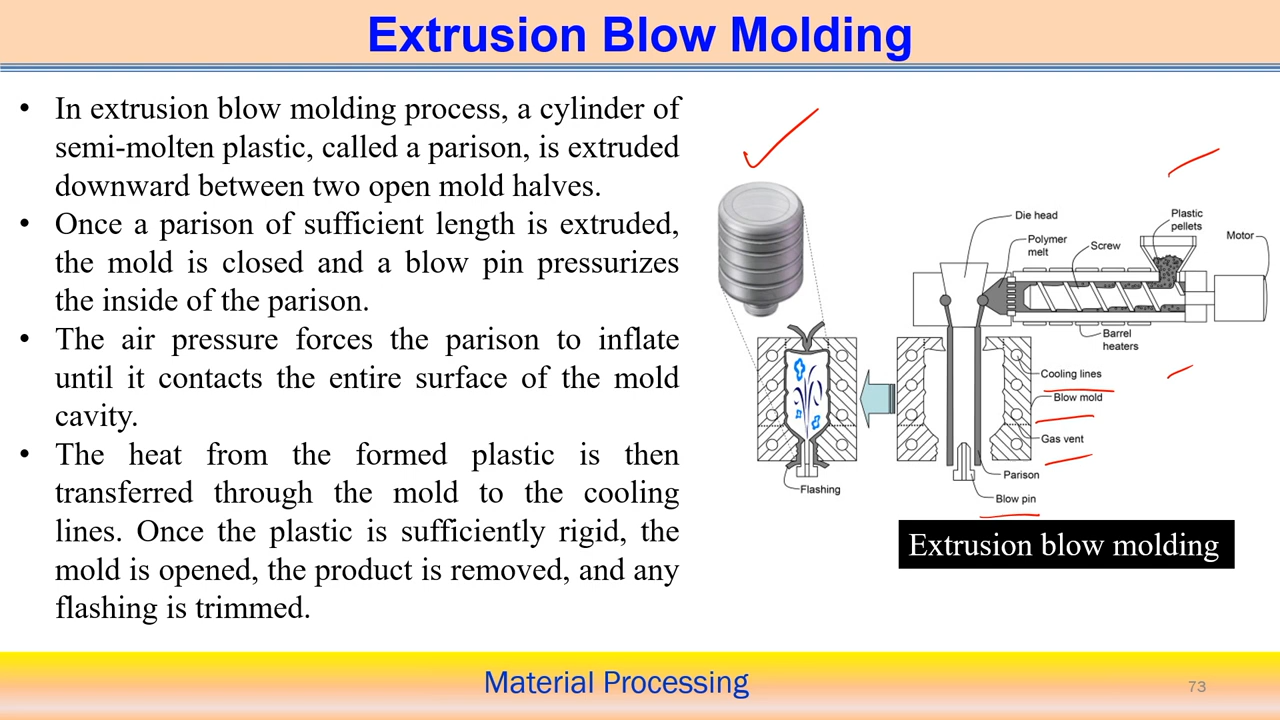 Extrusion Blow Molding
• In extrusion blow molding process, a cylinder of
semi-molten plastic, called a parison, is extruded
downward between two open mold halves.
• Once a parison of sufficient length is extruded,
the mold is closed and a blow pin pressurizes
the inside of the parison.
• The air pressure forces the parison to inflate
until it contacts the entire surface of the mold
cavity.
• The heat from the formed plastic is then
transferred through the mold to the cooling
lines. Once the plastic is sufficiently rigid, the
mold is opened, the product is removed, and any
flashing is trimmed.
Die head
Polymer
melt
Screw
Plastic
pellets
Motor
Barrel
heaters
Cooling lines
Blow mold
Gas vent
Parison
Blow pin
Flashing
Extrusion blow molding
Material Processing
73